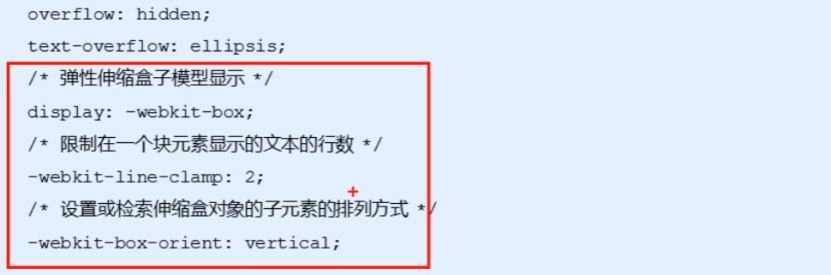 overflow: hidden;
text-overflow: ellipsis;
/* 弹性伸缩盒子模型显示 */
display: -webkit-box;
/* 限制在一个块元素显示的文本的行数 */
-webkit-line-clamp: 2;
/* 设置或检索伸缩盒对象的子元素的排列方式 */
-webkit-box-orient: vertical;